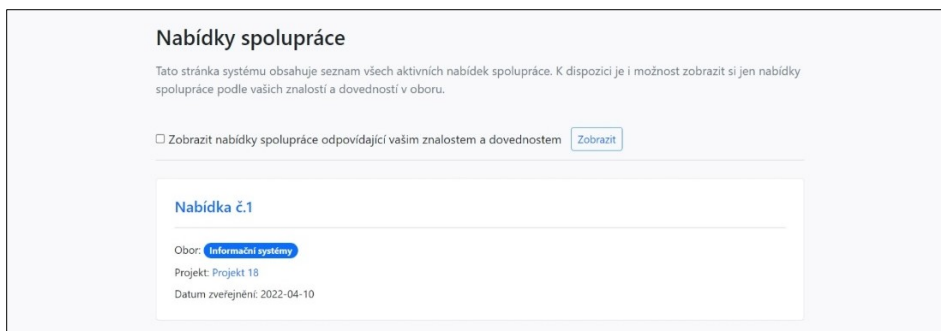 Nabídky spolupráce
Tato stránka systému obsahuje seznam všech aktivních nabídek spolupráce. K dispozici je i možnost zobrazit si jen nabídky
spolupráce podle vašich znalostí a dovedností v oboru.
Zobrazit nabídky spolupráce odpovídající vašim znalostem a dovednostem Zobrazit
Nabídka č.1
Obor: Informační systémy
Projekt: Projekt 18
Datum zveřejnění: 2022-04-10